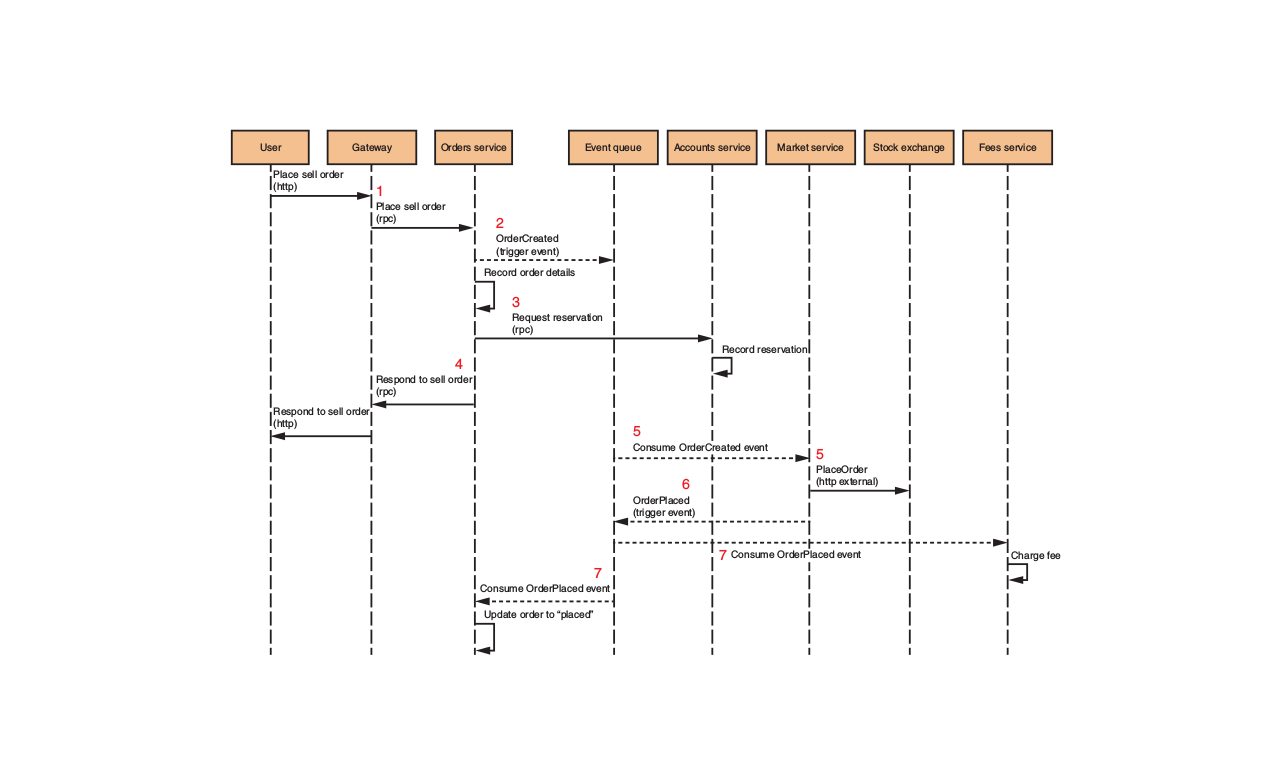 User
Gateway
Orders service
Event queue
Accounts service
Market service
Stock exchange
Fees service
Place sell order
(http)
1
Place sell order
(rpc)
2
OrderCreated
(trigger event)
Record order details
3
Request reservation
(rpc)
Record reservation
4
Respond to sell order
(rpc)
Respond to sell order
(http)
5
Consume OrderCreated event
5
PlaceOrder
(http external)
6
OrderPlaced
(trigger event)
7 Consume OrderPlaced event
Charge fee
7
Consume OrderPlaced event
Update order to “placed”